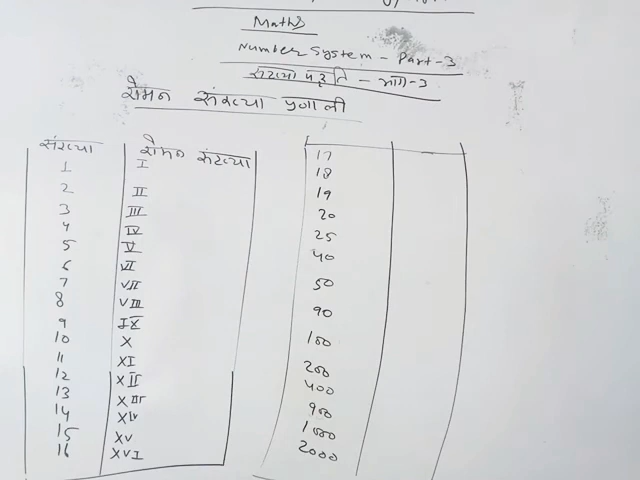 Maths
Number System - Part-3
संख्या पद्धति - भाग-3
रोमन संख्या प्रणाली
संख्या रोमन संख्या
1 I
2 II
3 III
4 IV
5 V
6 VI
7 VII
8 VIII
9 IX
10 X
11 XI
12 XII
13 XIII
14 XIV
15 XV
16 XVI
17
18
19
20
25
40
50
90
100
200
400
900
1000
2000